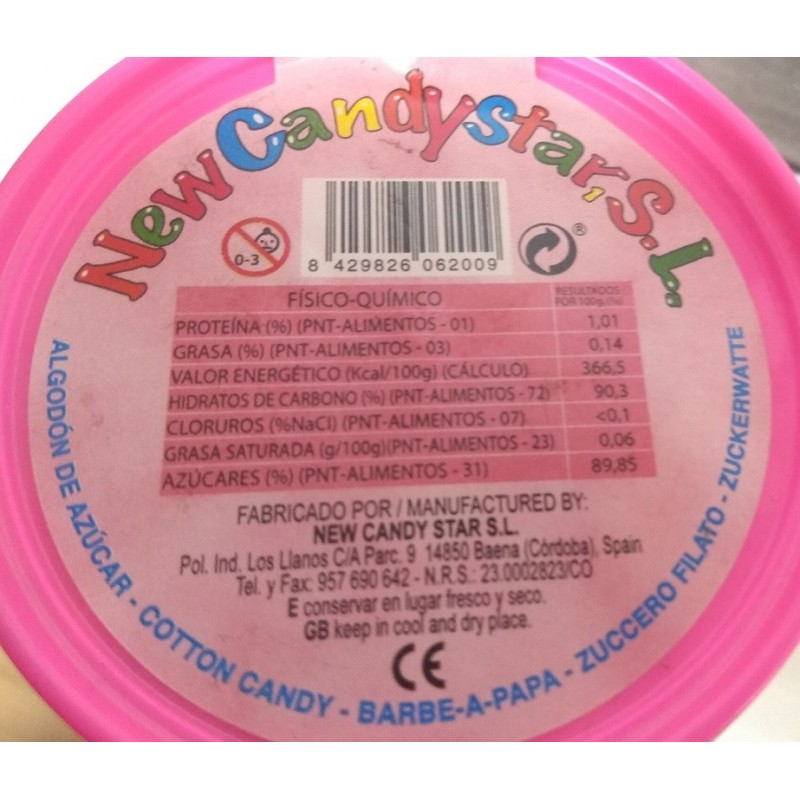 New Candystar, S.L.
0-3
8 429826 062009
®
FÍSICO-QUÍMICO RESULTADOS POR 100g.(%)
PROTEÍNA (%) (PNT-ALIMENTOS - 01) 1,01
GRASA (%) (PNT-ALIMENTOS - 03) 0,14
VALOR ENERGÉTICO (Kcal/100g) (CÁLCULO) 366,5
HIDRATOS DE CARBONO (%) (PNT-ALIMENTOS - 72) 90,3
CLORUROS (%NaCl) (PNT-ALIMENTOS - 07) <0,1
GRASA SATURADA (g/100g)(PNT-ALIMENTOS - 23) 0,06
AZÚCARES (%) (PNT-ALIMENTOS - 31) 89,85
FABRICADO POR / MANUFACTURED BY:
NEW CANDY STAR S.L.
Pol. Ind. Los Llanos C/A Parc. 9 14850 Baena (Córdoba), Spain
Tel. y Fax: 957 690 642 - N.R.S.: 23.0002823/CO
E conservar en lugar fresco y seco.
GB keep in cool and dry place.
CE
ALGODÓN DE AZÚCAR - COTTON CANDY - BARBE-A-PAPA - ZUCCERO FILATO - ZUCKERWATTE